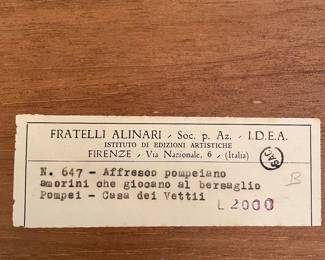 FRATELLI ALINARI - Soc. p. Az. - I.D.E.A.
ISTITUTO DI EDIZIONI ARTISTICHE
FIRENZE - Via Nazionale, 6 - (Italia)
SAC
N. 647 - Affresco pompeiano
amorini che giocano al bersaglio
Pompei - Casa dei Vettii
B
L 2000